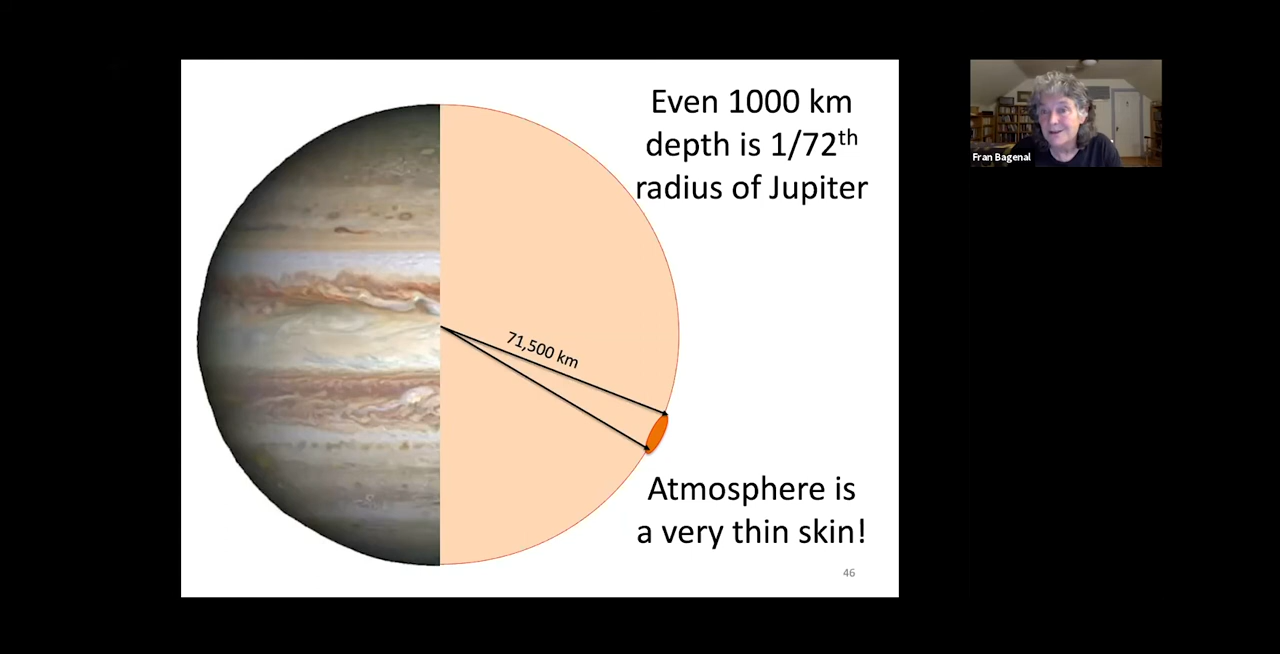 Even 1000 km
depth is 1/72th
radius of Jupiter
71,500 km
Atmosphere is
a very thin skin!
46
Fran Bagenal